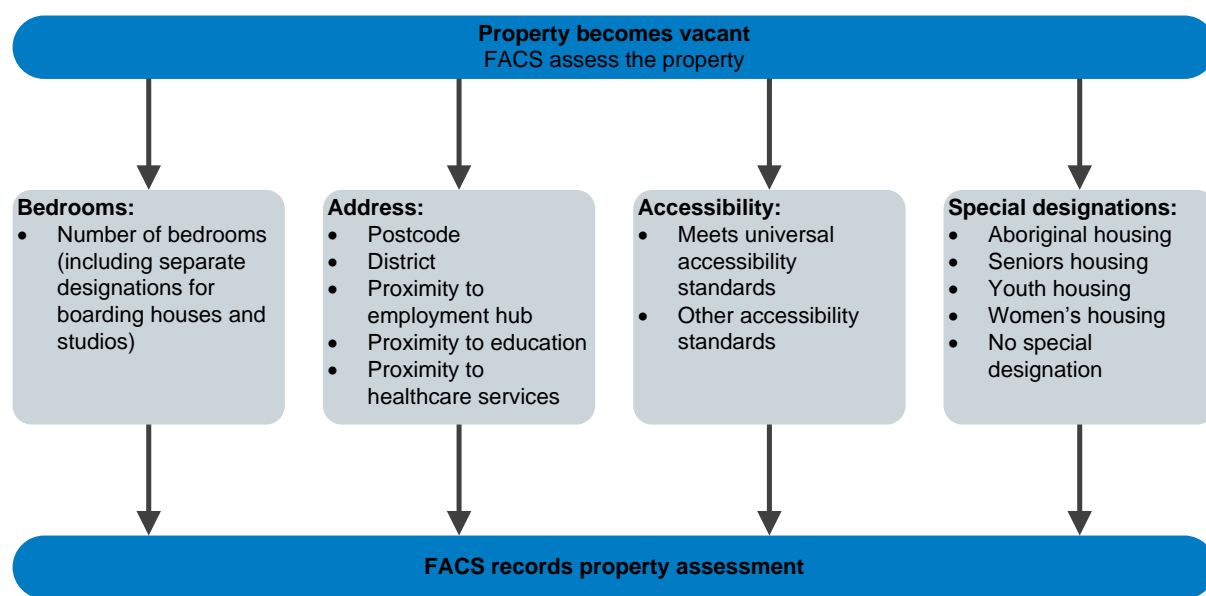 Property becomes vacant
FACS assess the property
Bedrooms:
• Number of bedrooms
(including separate
designations for
boarding houses and
studios)
Address:
• Postcode
• District
• Proximity to
employment hub
• Proximity to education
• Proximity to
healthcare services
Accessibility:
• Meets universal
accessibility
standards
• Other accessibility
standards
Special designations:
• Aboriginal housing
• Seniors housing
• Youth housing
• Women’s housing
• No special
designation
FACS records property assessment